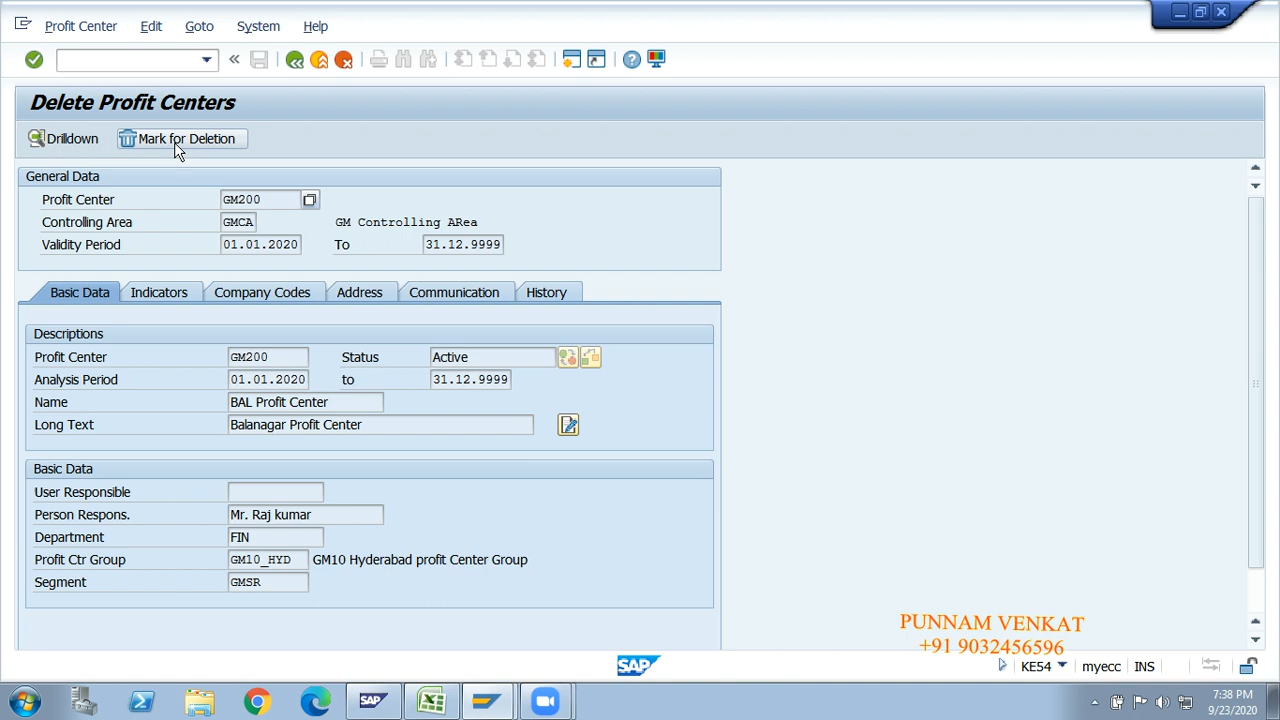 Profit Center Edit Goto System Help
Delete Profit Centers
Drilldown Mark for Deletion
General Data
Profit Center GM200
Controlling Area GMCA GM Controlling ARea
Validity Period 01.01.2020 To 31.12.9999
Basic Data Indicators Company Codes Address Communication History
Descriptions
Profit Center GM200 Status Active
Analysis Period 01.01.2020 to 31.12.9999
Name BAL Profit Center
Long Text Balanagar Profit Center
Basic Data
User Responsible
Person Respons. Mr. Raj kumar
Department FIN
Profit Ctr Group GM10_HYD GM10 Hyderabad profit Center Group
Segment GMSR
PUNNAM VENKAT
+91 9032456596
SAP KE54 myecc INS
SAP
7:38 PM
9/23/2020